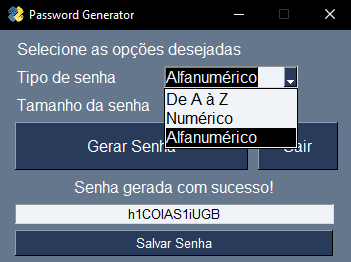 Password Generator
Selecione as opções desejadas
Tipo de senha Alfanumérico
De A à Z
Numérico
Alfanumérico
Tamanho da senha
Gerar Senha Sair
Senha gerada com sucesso!
h1COIAS1iUGB
Salvar Senha